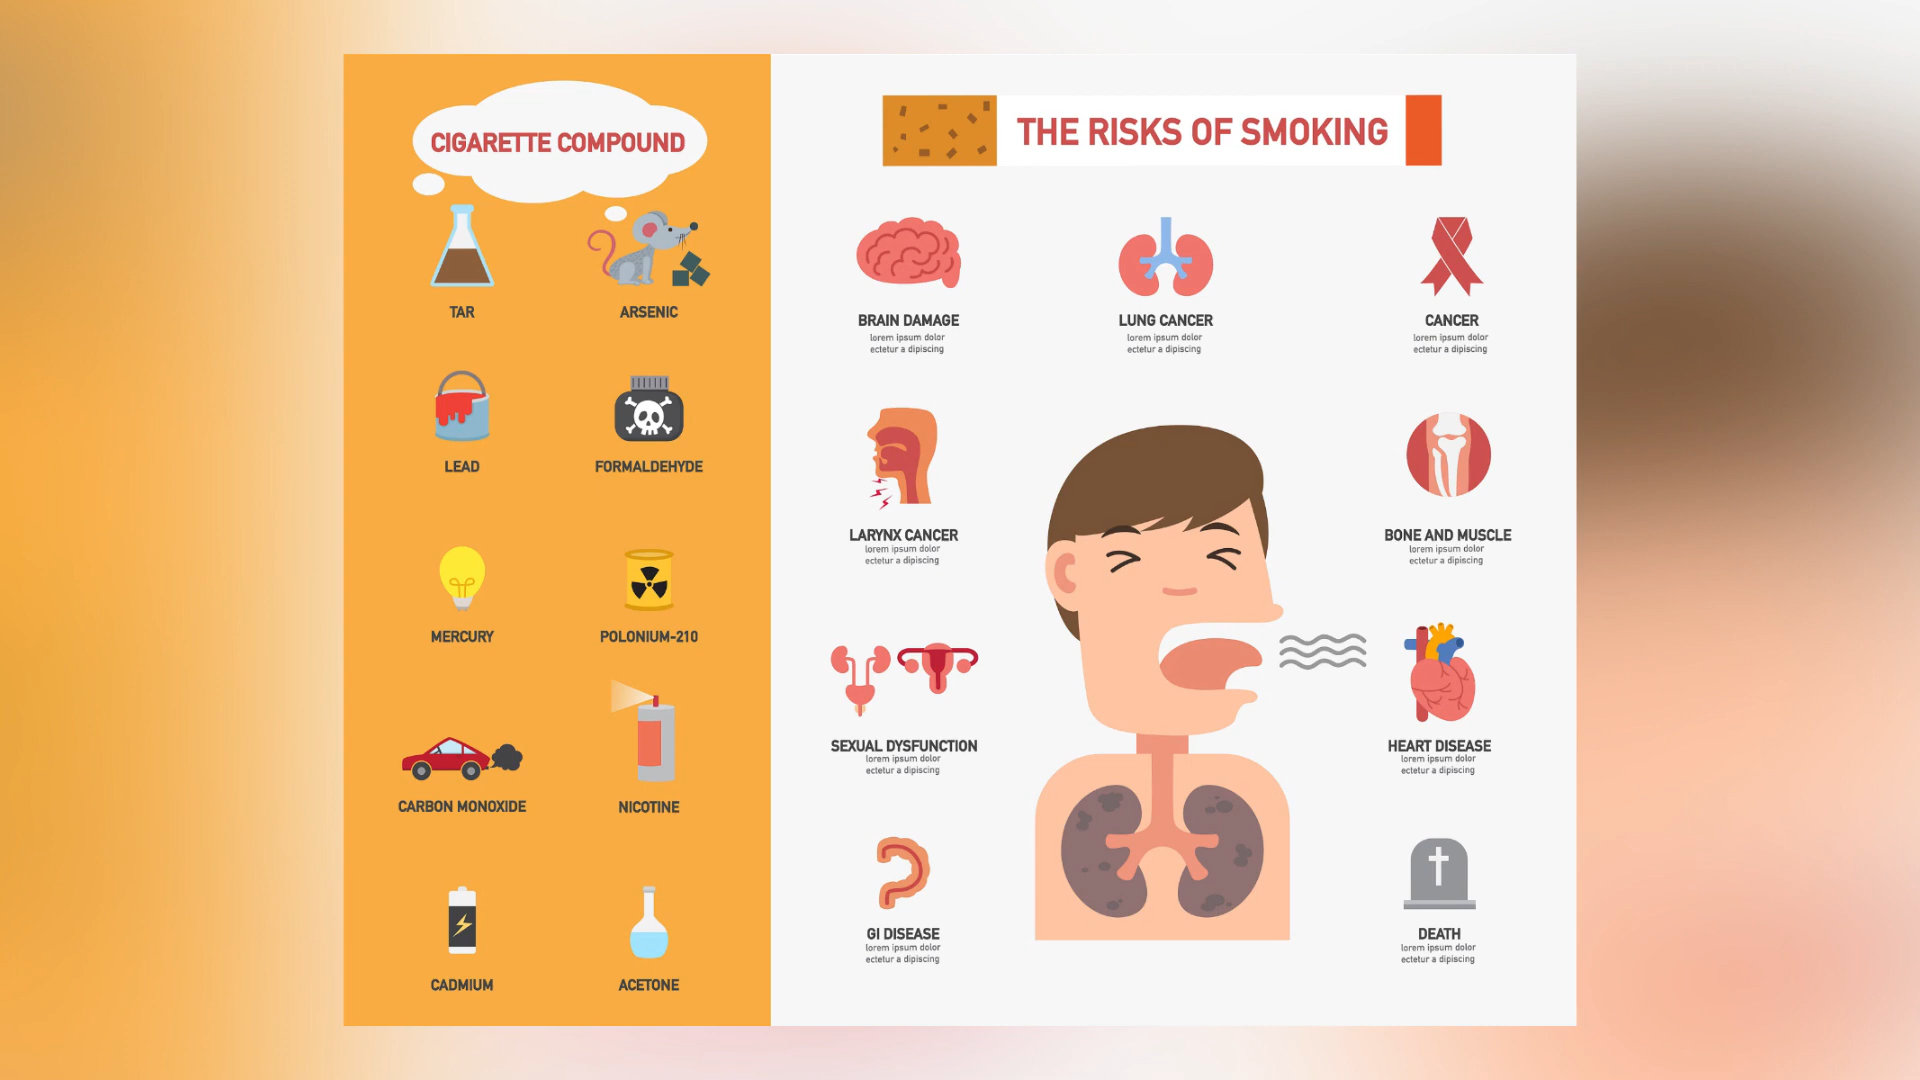 CIGARETTE COMPOUND
TAR
ARSENIC
LEAD
FORMALDEHYDE
MERCURY
POLONIUM-210
CARBON MONOXIDE
NICOTINE
CADMIUM
ACETONE
THE RISKS OF SMOKING
BRAIN DAMAGE
lorem ipsum dolor
ectetur a dipiscing
LUNG CANCER
lorem ipsum dolor
ectetur a dipiscing
CANCER
lorem ipsum dolor
ectetur a dipiscing
LARYNX CANCER
lorem ipsum dolor
ectetur a dipiscing
BONE AND MUSCLE
lorem ipsum dolor
ectetur a dipiscing
SEXUAL DYSFUNCTION
lorem ipsum dolor
ectetur a dipiscing
HEART DISEASE
lorem ipsum dolor
ectetur a dipiscing
GI DISEASE
lorem ipsum dolor
ectetur a dipiscing
DEATH
lorem ipsum dolor
ectetur a dipiscing